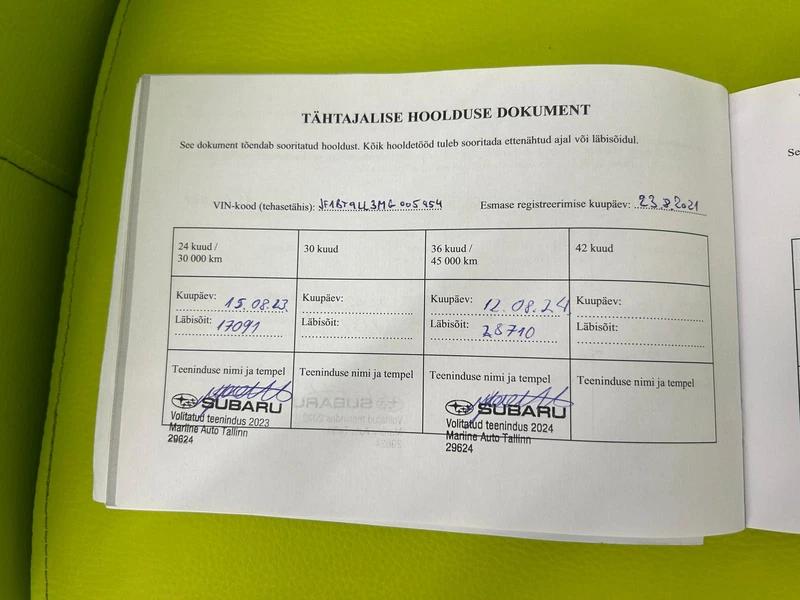 TÄHTAJALISE HOOLDUSE DOKUMENT
See dokument tõendab sooritatud hooldust. Kõik hooldetööd tuleb sooritada ettenähtud ajal või läbisõidul.
VIN-kood (tehasetähis): JF1BT9LL3MG005954
Esmase registreerimise kuupäev: 23.8.2021
24 kuud /
30 000 km
30 kuud
36 kuud /
45 000 km
42 kuud
Kuupäev: 15.08.23
Läbisõit: 17091
Kuupäev:
Läbisõit:
Kuupäev: 12.08.24
Läbisõit: 28710
Kuupäev:
Läbisõit:
Teeninduse nimi ja tempel
SUBARU
Volitatud teenindus 2023
Mariine Auto Tallinn
29624
Teeninduse nimi ja tempel
Teeninduse nimi ja tempel
SUBARU
Volitatud teenindus 2024
Mariine Auto Tallinn
29624
Teeninduse nimi ja tempel
See